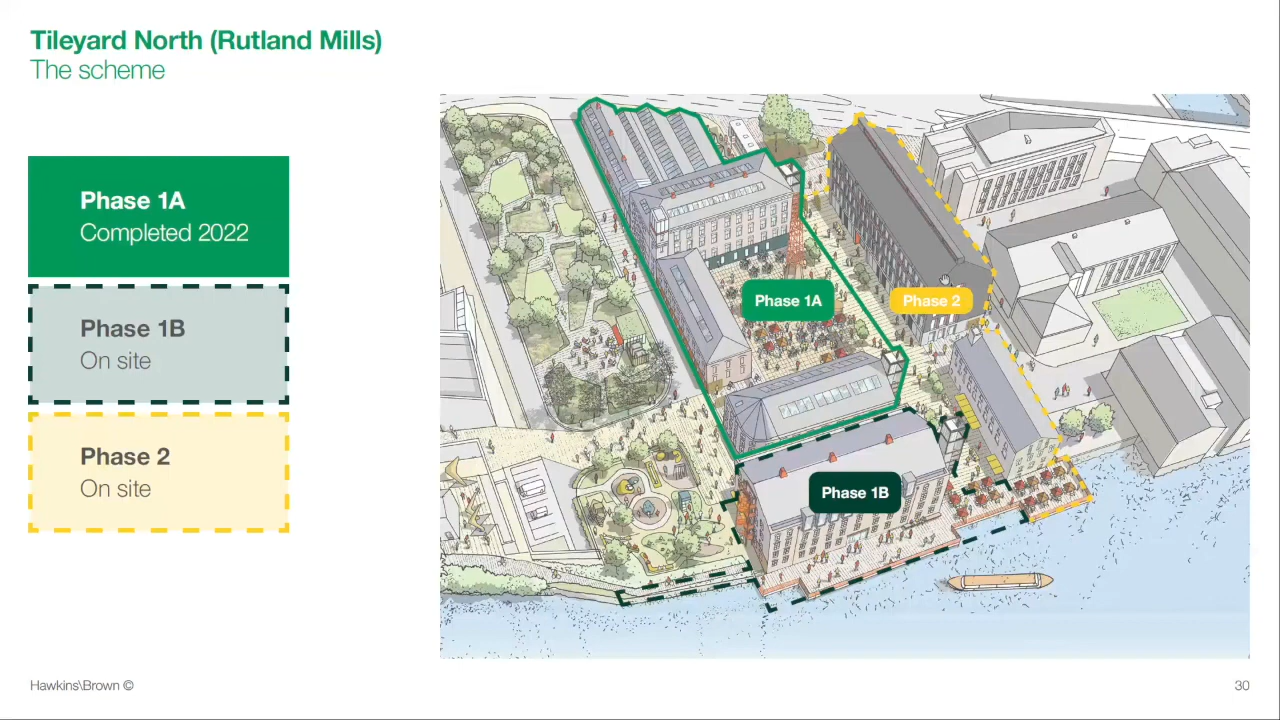 Tileyard North (Rutland Mills)
The scheme
Phase 1A
Completed 2022
Phase 1B
On site
Phase 2
On site
Phase 1A
Phase 2
Phase 1B
Hawkins\Brown ©
30